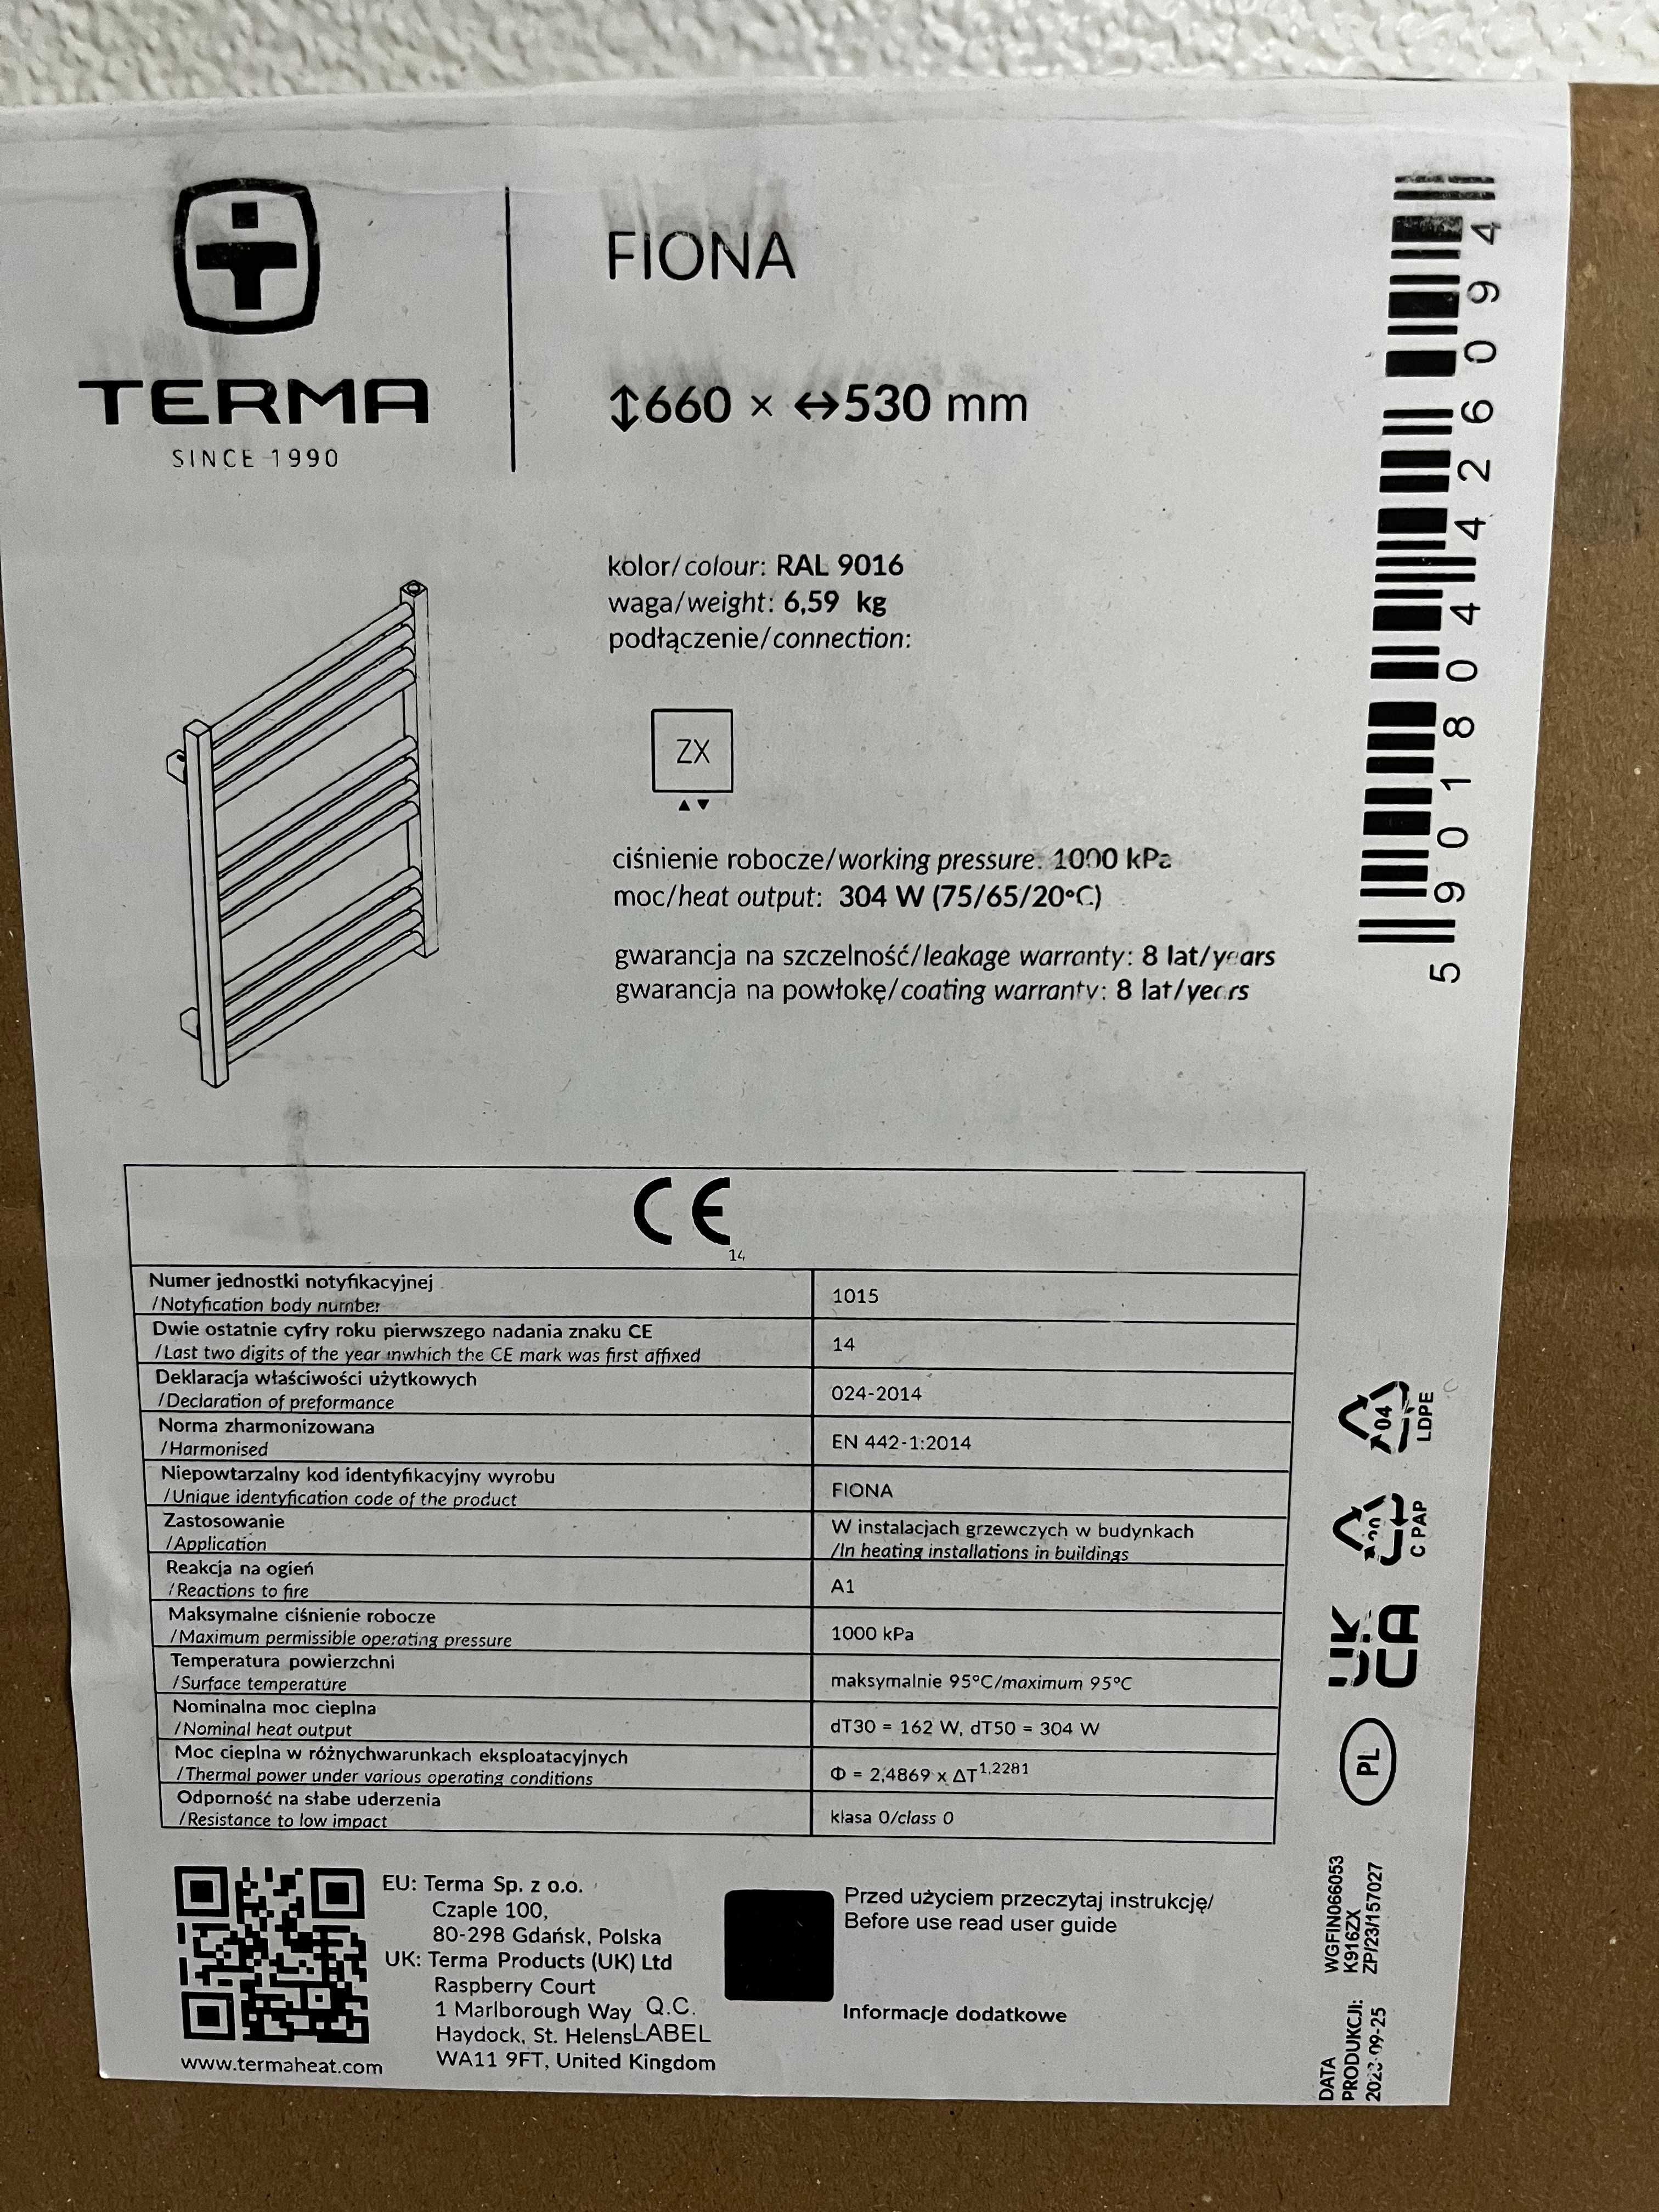 TERMA
SINCE 1990
FIONA
↕660 × ↔530 mm
kolor/colour: RAL 9016
waga/weight: 6,59 kg
podłączenie/connection:
ZX
▲▼
ciśnienie robocze/working pressure: 1000 kPa
moc/heat output: 304 W (75/65/20°C)
gwarancja na szczelność/leakage warranty: 8 lat/years
gwarancja na powłokę/coating warranty: 8 lat/years
5 901804 426094
CE
14
Numer jednostki notyfikacyjnej
/Notyfication body number
1015
Dwie ostatnie cyfry roku pierwszego nadania znaku CE
/Last two digits of the year inwhich the CE mark was first affixed
14
Deklaracja właściwości użytkowych
/Declaration of preformance
024-2014
Norma zharmonizowana
/Harmonised
EN 442-1:2014
Niepowtarzalny kod identyfikacyjny wyrobu
/Unique identyfication code of the product
FIONA
Zastosowanie
/Application
W instalacjach grzewczych w budynkach
/In heating installations in buildings
Reakcja na ogień
/Reactions to fire
A1
Maksymalne ciśnienie robocze
/Maximum permissible operating pressure
1000 kPa
Temperatura powierzchni
/Surface temperature
maksymalnie 95°C/maximum 95°C
Nominalna moc cieplna
/Nominal heat output
dT30 = 162 W, dT50 = 304 W
Moc cieplna w różnychwarunkach eksploatacyjnych
/Thermal power under various operating conditions
Φ = 2,4869 x ΔT^1,2281
Odporność na słabe uderzenia
/Resistance to low impact
klasa 0/class 0
04
LDPE
C PAP
UK
CA
PL
WGFIN066053
K916ZX
ZP/23/157027
DATA
PRODUKCJI:
2023-09-25
www.termaheat.com
EU: Terma Sp. z o.o.
Czaple 100,
80-298 Gdańsk, Polska
UK: Terma Products (UK) Ltd
Raspberry Court
1 Marlborough Way
Haydock, St. Helens
WA11 9FT, United Kingdom
Q.C.
LABEL
Przed użyciem przeczytaj instrukcję/
Before use read user guide
Informacje dodatkowe